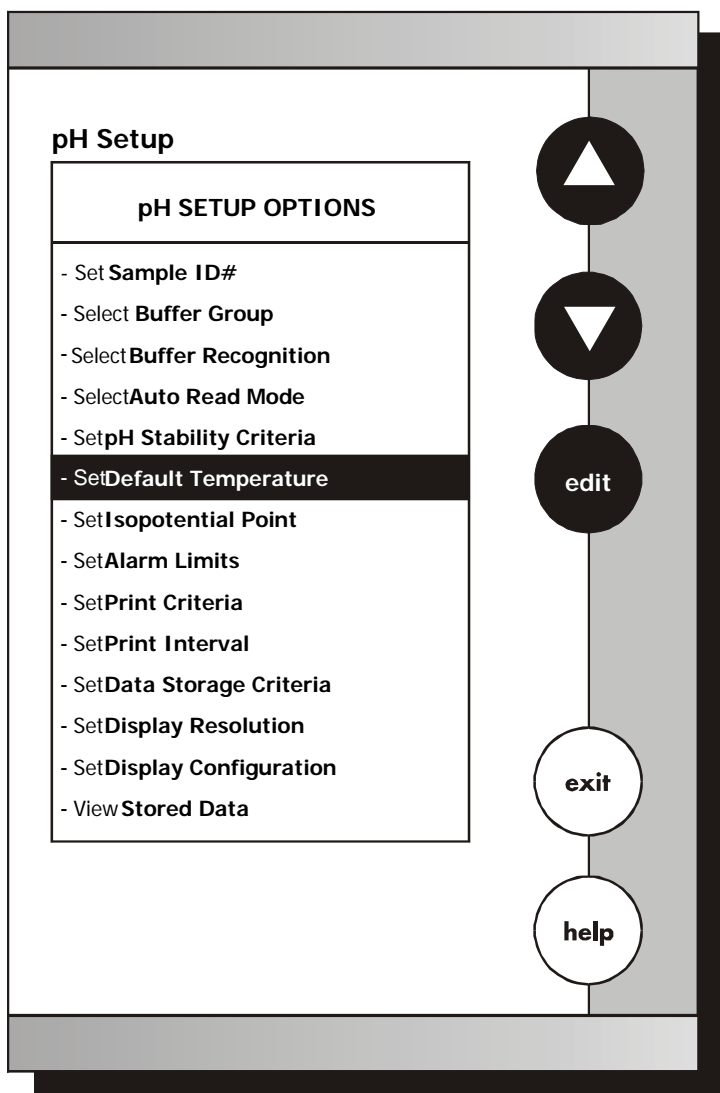 pH Setup
pH SETUP OPTIONS
- Set Sample ID#
- Select Buffer Group
- Select Buffer Recognition
- Select Auto Read Mode
- Set pH Stability Criteria
- Set Default Temperature
- Set Isopotential Point
- Set Alarm Limits
- Set Print Criteria
- Set Print Interval
- Set Data Storage Criteria
- Set Display Resolution
- Set Display Configuration
- View Stored Data
edit
exit
help